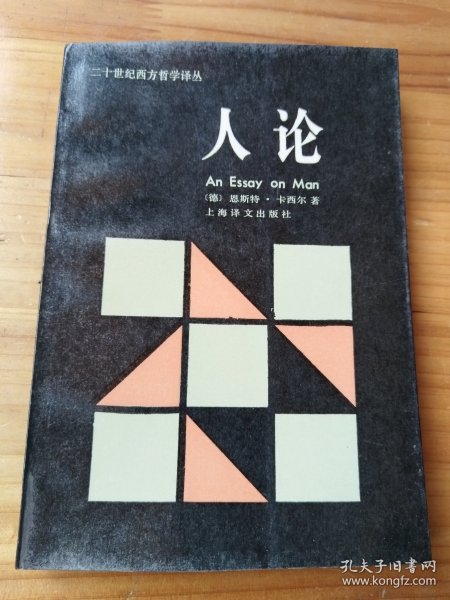 二十世纪西方哲学译丛
人论
An Essay on Man
〔德〕 恩斯特·卡西尔 著
上海译文出版社
孔夫子旧书网
www.kongfz.com